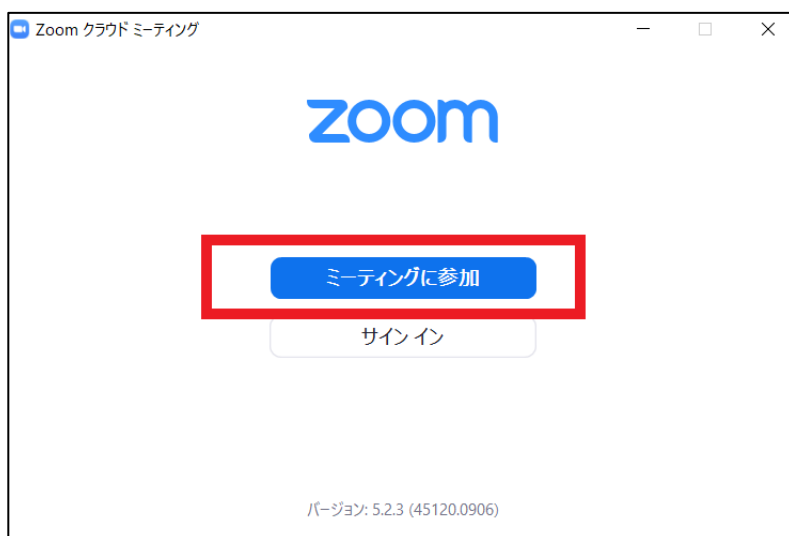 Zoom クラウド ミーティング
zoom
ミーティングに参加
サイン イン
バージョン: 5.2.3 (45120.0906)